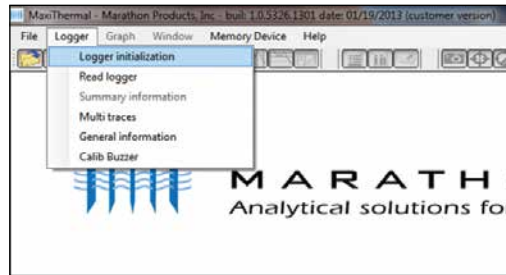 MaxiThermal - Marathon Products, Inc - built 1.0.5326.1301 date: 01/19/2013 (customer version)
File Logger Graph Window Memory Device Help
Logger initialization
Read logger
Summary information
Multi traces
General information
Calib Buzzer
MARATH
Analytical solutions fo